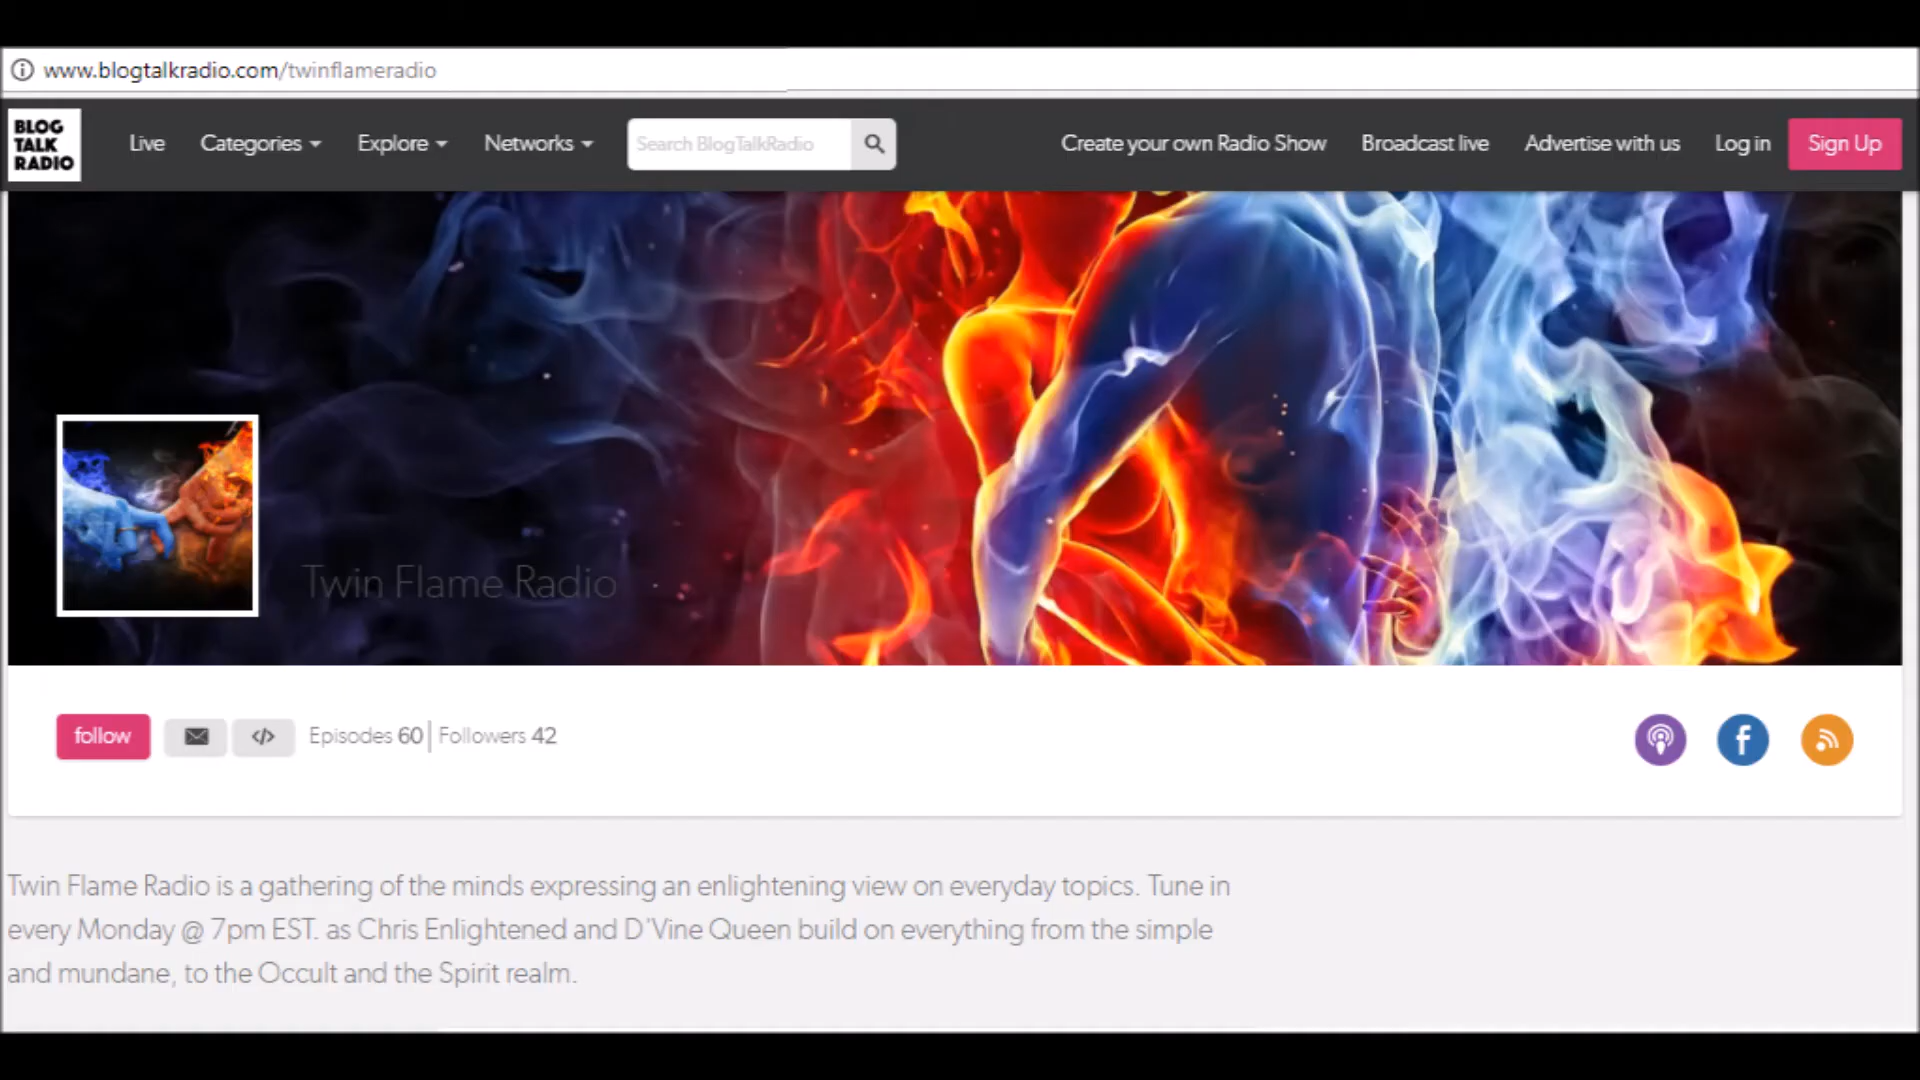 www.blogtalkradio.com/twinflameradio
BLOG
TALK
RADIO
Live
Categories
Explore
Networks
Search BlogTalkRadio
Create your own Radio Show
Broadcast live
Advertise with us
Log in
Sign Up
Twin Flame Radio
follow
Episodes 60
Followers 42
Twin Flame Radio is a gathering of the minds expressing an enlightening view on everyday topics. Tune in
every Monday @ 7pm EST. as Chris Enlightened and D'Vine Queen build on everything from the simple
and mundane, to the Occult and the Spirit realm.